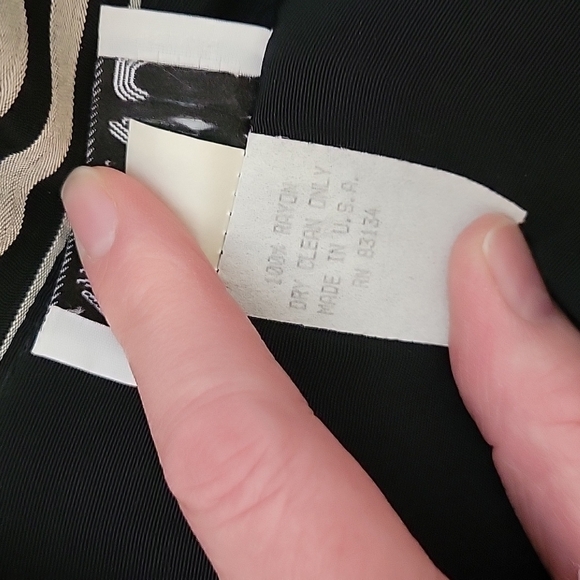 100% RAYON
DRY CLEAN ONLY
MADE IN U.S.A.
RN 83134